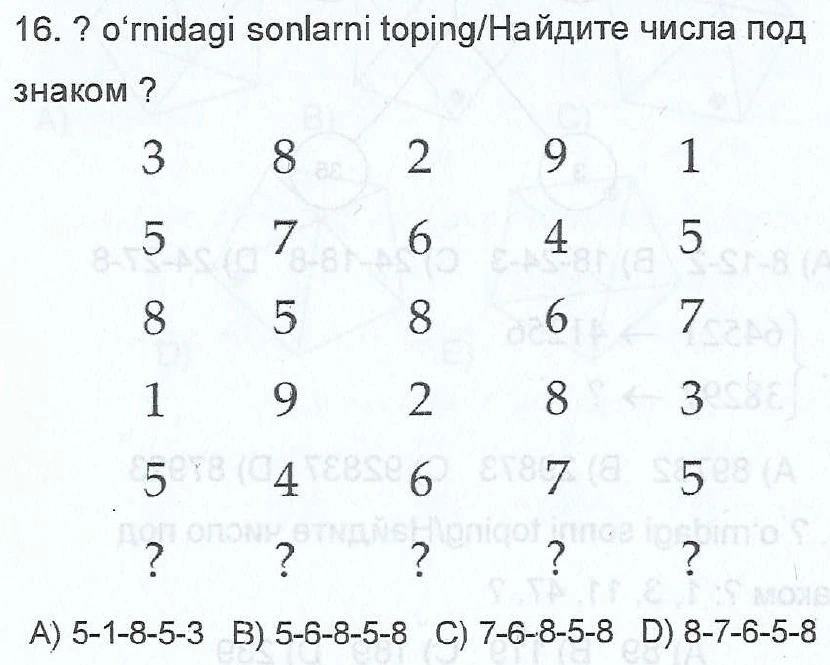 16. ? o‘rnidagi sonlarni toping/Найдите числа под
знаком ?
3 8 2 9 1
5 7 6 4 5
8 5 8 6 7
1 9 2 8 3
5 4 6 7 5
? ? ? ? ?
A) 5-1-8-5-3 B) 5-6-8-5-8 C) 7-6-8-5-8 D) 8-7-6-5-8